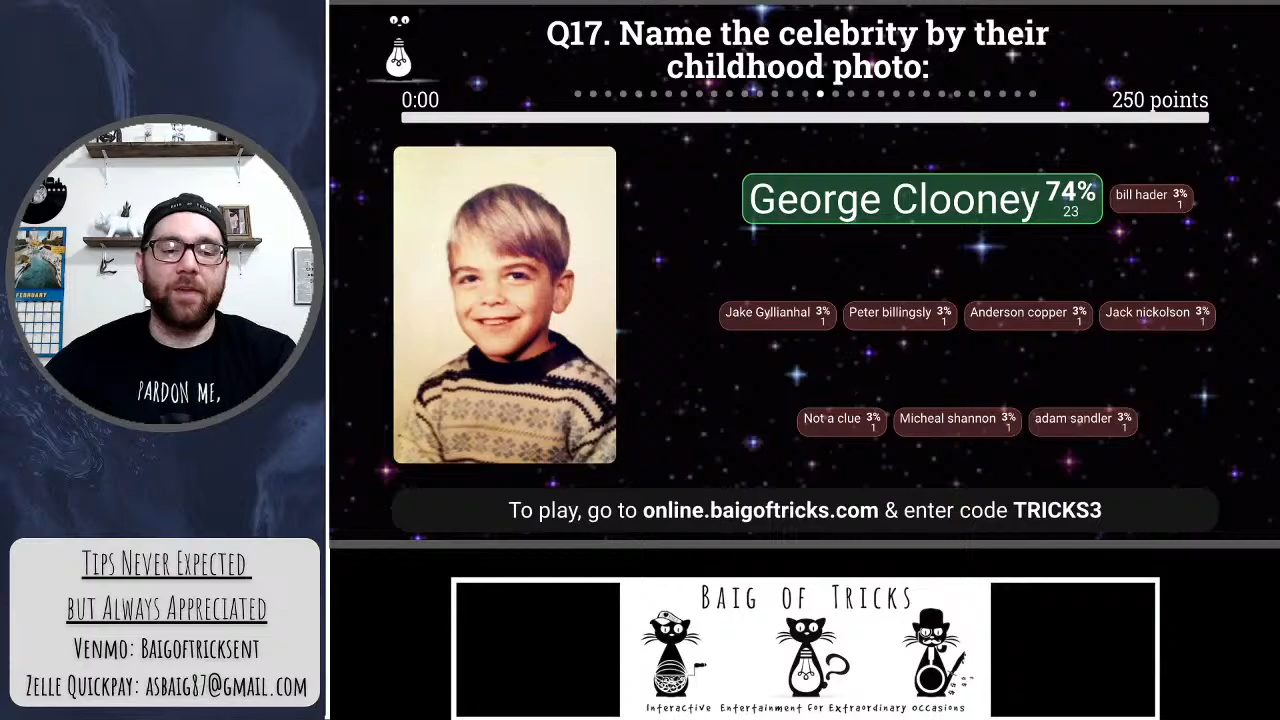 Q17. Name the celebrity by their
childhood photo:
0:00
250 points
George Clooney 74%
23
bill hader 3%
1
Jake Gyllianhal 3%
1
Peter billingsly 3%
1
Anderson copper 3%
1
Jack nickolson 3%
1
Not a clue 3%
1
Micheal shannon 3%
1
adam sandler 3%
1
To play, go to online.baigoftricks.com & enter code TRICKS3
FEBRUARY
PARDON ME,
Tips Never Expected
but Always Appreciated
Venmo: Baigoftricksent
Zelle Quickpay: asbaig87@gmail.com
Baig of Tricks
Interactive Entertainment for Extraordinary Occasions